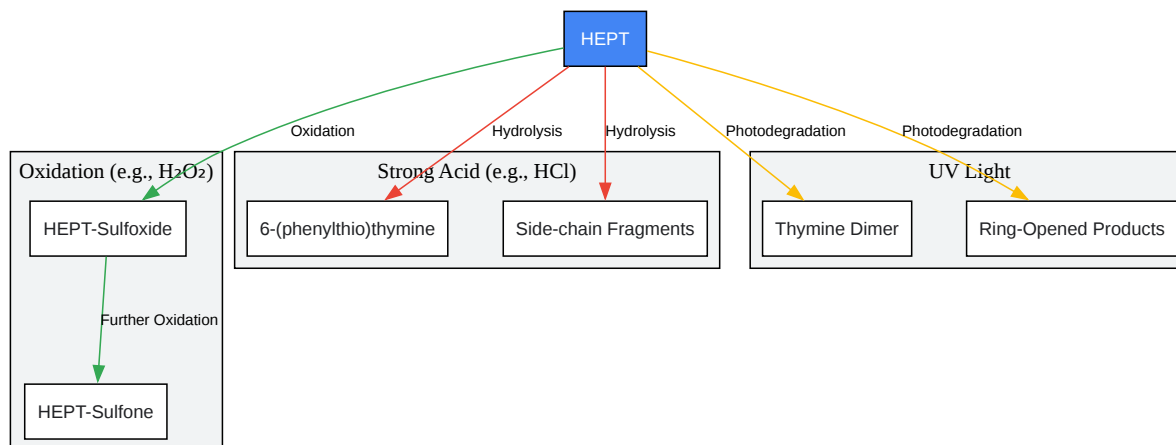 HEPT
Oxidation
Hydrolysis
Hydrolysis
Photodegradation
Photodegradation
Oxidation (e.g., H₂O₂)
Strong Acid (e.g., HCl)
UV Light
HEPT-Sulfoxide
6-(phenylthio)thymine
Side-chain Fragments
Thymine Dimer
Ring-Opened Products
Further Oxidation
HEPT-Sulfone